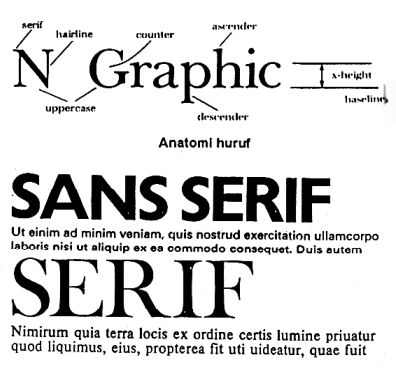 serif
hairline
counter
ascender
N Graphic
x-height
baseline
uppercase
descender
Anatomi huruf
SANS SERIF
Ut einim ad minim veniam, quis nostrud exercitation ullamcorpo
laboris nisi ut aliquip ex ea commodo consequet. Duis autem
SERIF
Nimirum quia terra locis ex ordine certis lumine priuatur
quod liquimus, eius, propterea fit uti uideatur, quae fuit